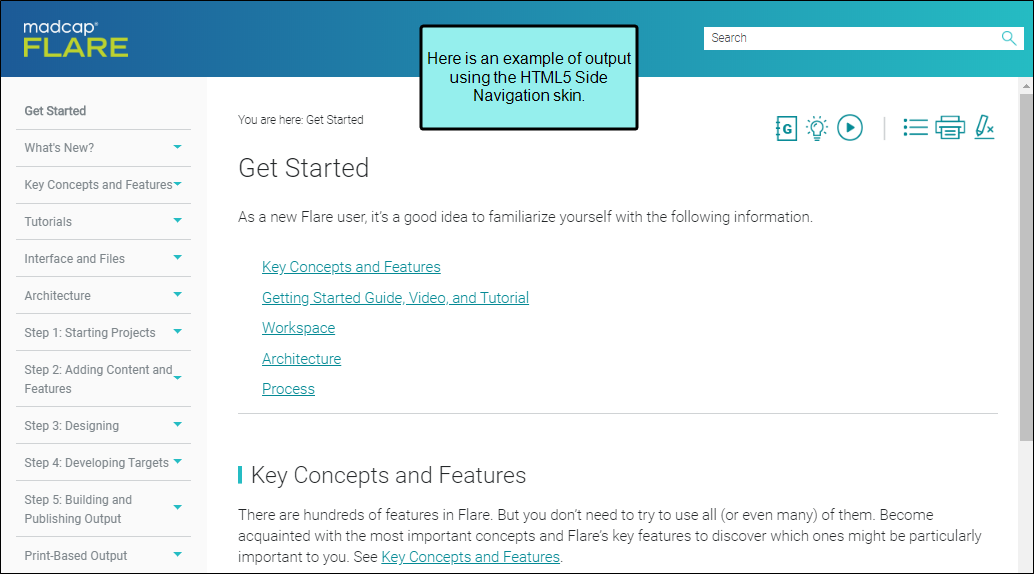 madcap®
FLARE
Here is an example of output
using the HTML5 Side
Navigation skin.
Search
Get Started
What's New?
Key Concepts and Features
Tutorials
Interface and Files
Architecture
Step 1: Starting Projects
Step 2: Adding Content and
Features
Step 3: Designing
Step 4: Developing Targets
Step 5: Building and
Publishing Output
Print-Based Output
You are here: Get Started
G
Get Started
As a new Flare user, it's a good idea to familiarize yourself with the following information.
Key Concepts and Features
Getting Started Guide, Video, and Tutorial
Workspace
Architecture
Process
Key Concepts and Features
There are hundreds of features in Flare. But you don't need to try to use all (or even many) of them. Become
acquainted with the most important concepts and Flare's key features to discover which ones might be particularly
important to you. See Key Concepts and Features.